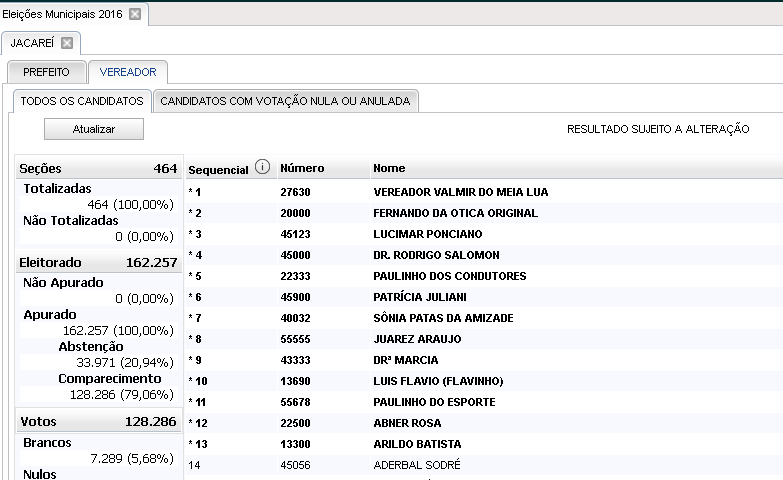 Eleições Municipais 2016
JACAREÍ
PREFEITO VEREADOR
TODOS OS CANDIDATOS CANDIDATOS COM VOTAÇÃO NULA OU ANULADA
Atualizar RESULTADO SUJEITO A ALTERAÇÃO
Seções 464
Totalizadas
464 (100,00%)
Não Totalizadas
0 (0,00%)
Eleitorado 162.257
Não Apurado
0 (0,00%)
Apurado
162.257 (100,00%)
Abstenção
33.971 (20,94%)
Comparecimento
128.286 (79,06%)
Votos 128.286
Brancos
7.289 (5,68%)
Nulos
Sequencial Número Nome
* 1 27630 VEREADOR VALMIR DO MEIA LUA
* 2 20000 FERNANDO DA OTICA ORIGINAL
* 3 45123 LUCIMAR PONCIANO
* 4 45000 DR. RODRIGO SALOMON
* 5 22333 PAULINHO DOS CONDUTORES
* 6 45900 PATRÍCIA JULIANI
* 7 40032 SÔNIA PATAS DA AMIZADE
* 8 55555 JUAREZ ARAUJO
* 9 43333 DRª MARCIA
* 10 13690 LUIS FLAVIO (FLAVINHO)
* 11 55678 PAULINHO DO ESPORTE
* 12 22500 ABNER ROSA
* 13 13300 ARILDO BATISTA
14 45056 ADERBAL SODRÉ